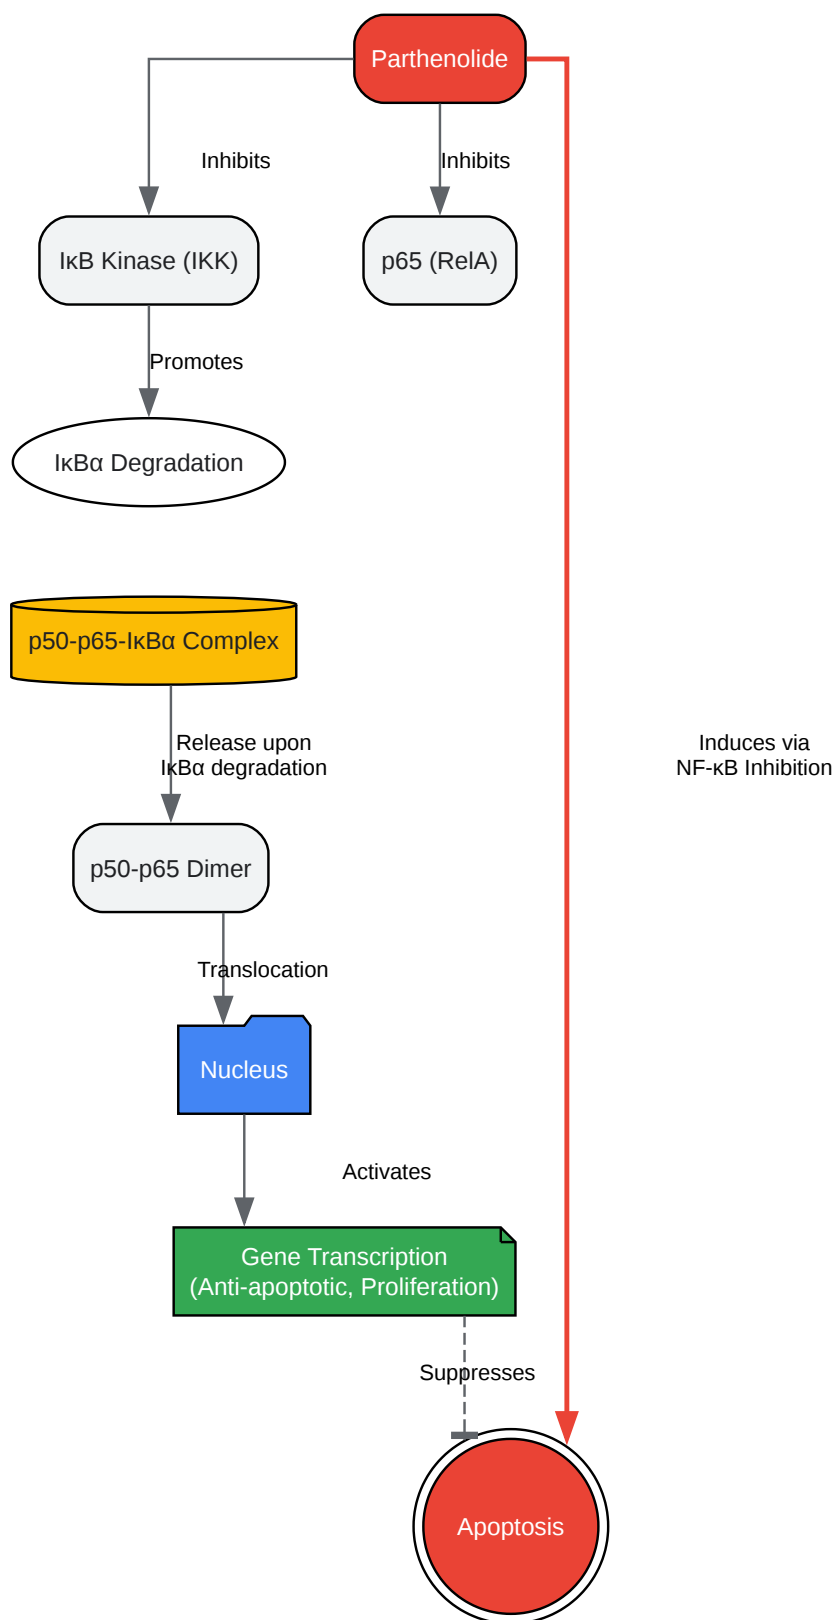 Parthenolide
Inhibits
Inhibits
IκB Kinase (IKK)
p65 (RelA)
Promotes
IκBα Degradation
p50-p65-IκBα Complex
Release upon
IκBα degradation
Induces via
NF-κB Inhibition
p50-p65 Dimer
Translocation
Nucleus
Activates
Gene Transcription
(Anti-apoptotic, Proliferation)
Suppresses
Apoptosis